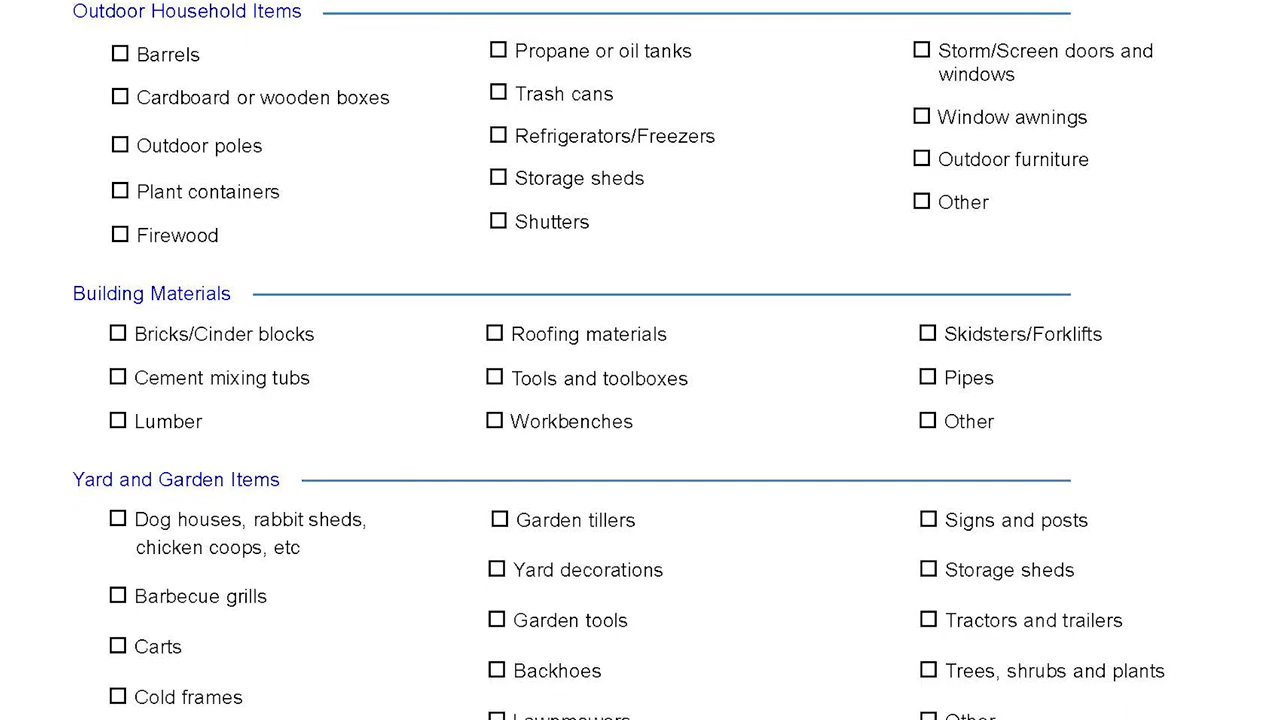 Outdoor Household Items
Barrels
Cardboard or wooden boxes
Outdoor poles
Plant containers
Firewood
Propane or oil tanks
Trash cans
Refrigerators/Freezers
Storage sheds
Shutters
Storm/Screen doors and
windows
Window awnings
Outdoor furniture
Other
Building Materials
Bricks/Cinder blocks
Cement mixing tubs
Lumber
Roofing materials
Tools and toolboxes
Workbenches
Skidsters/Forklifts
Pipes
Other
Yard and Garden Items
Dog houses, rabbit sheds,
chicken coops, etc
Barbecue grills
Carts
Cold frames
Garden tillers
Yard decorations
Garden tools
Backhoes
Lawnmowers
Signs and posts
Storage sheds
Tractors and trailers
Trees, shrubs and plants
Other